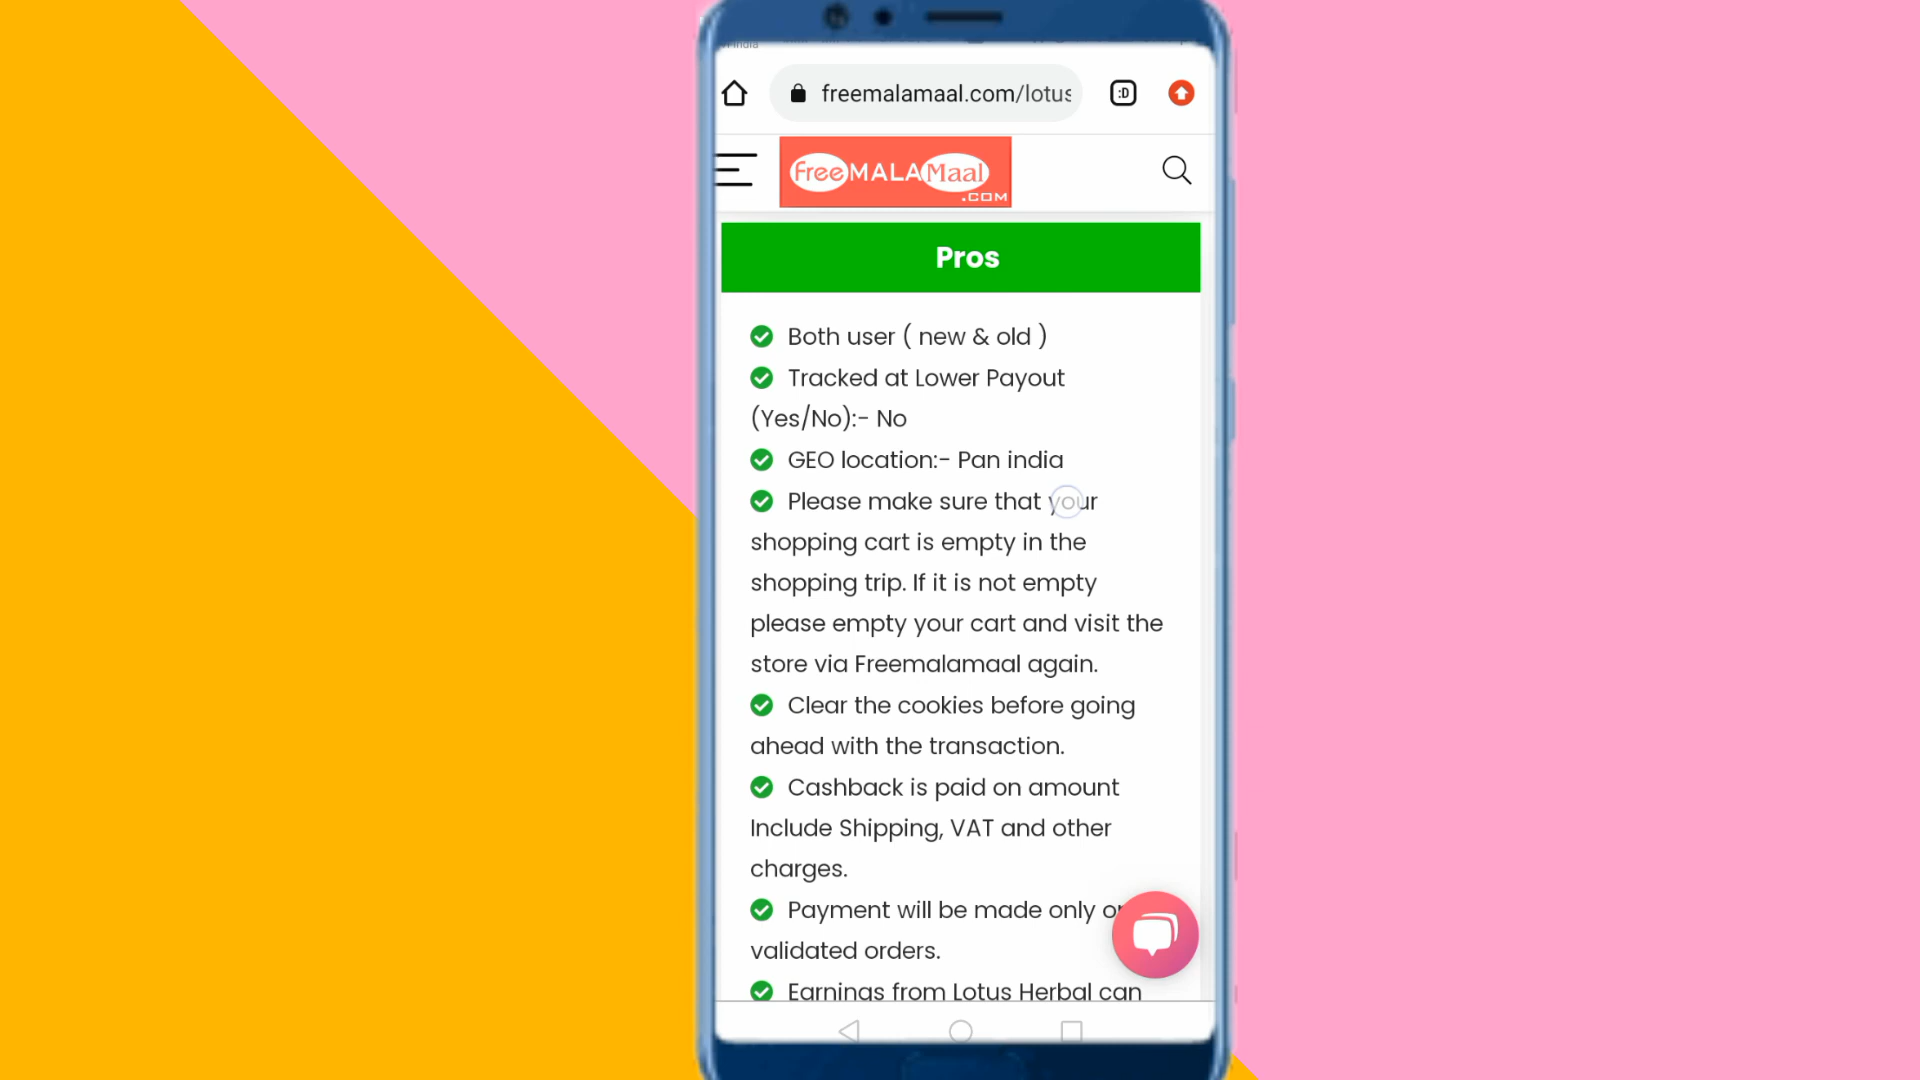 freemalamaal.com/lotus
:D
Free MALA Maal
.COM
Pros
Both user ( new & old )
Tracked at Lower Payout
(Yes/No):- No
GEO location:- Pan india
Please make sure that your
shopping cart is empty in the
shopping trip. If it is not empty
please empty your cart and visit the
store via Freemalamaal again.
Clear the cookies before going
ahead with the transaction.
Cashback is paid on amount
Include Shipping, VAT and other
charges.
Payment will be made only
validated orders.
Earnings from Lotus Herbal can